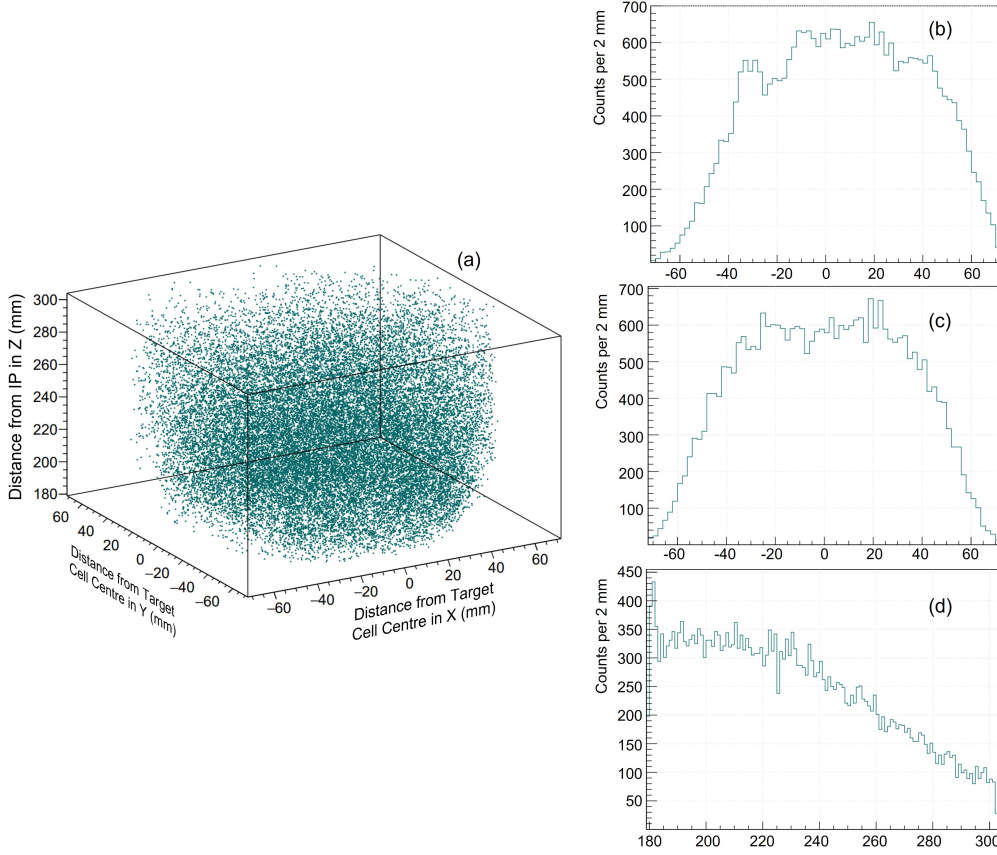 (a)
300
280
260
240
220
200
180
Distance from IP in Z (mm)
60
40
20
0
−20
−40
−60
Distance from Target
Cell Centre in Y (mm)
−60
−40
−20
0
20
40
60
Distance from Target
Cell Centre in X (mm)
(b)
Counts per 2 mm
700
600
500
400
300
200
100
-60 -40 -20 0 20 40 60
(c)
Counts per 2 mm
700
600
500
400
300
200
100
-60 -40 -20 0 20 40 60
(d)
Counts per 2 mm
450
400
350
300
250
200
150
100
50
180 200 220 240 260 280 300